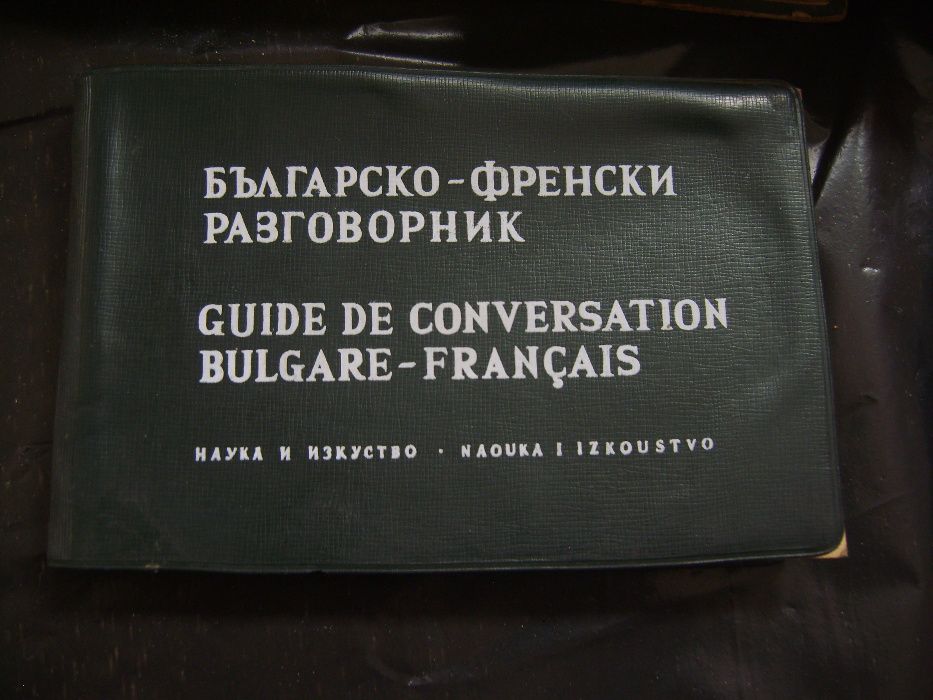 БЪЛГАРСКО-ФРЕНСКИ
РАЗГОВОРНИК
GUIDE DE CONVERSATION
BULGARE-FRANÇAIS
НАУКА И ИЗКУСТВО · NAOUKA I IZKOUSTVO